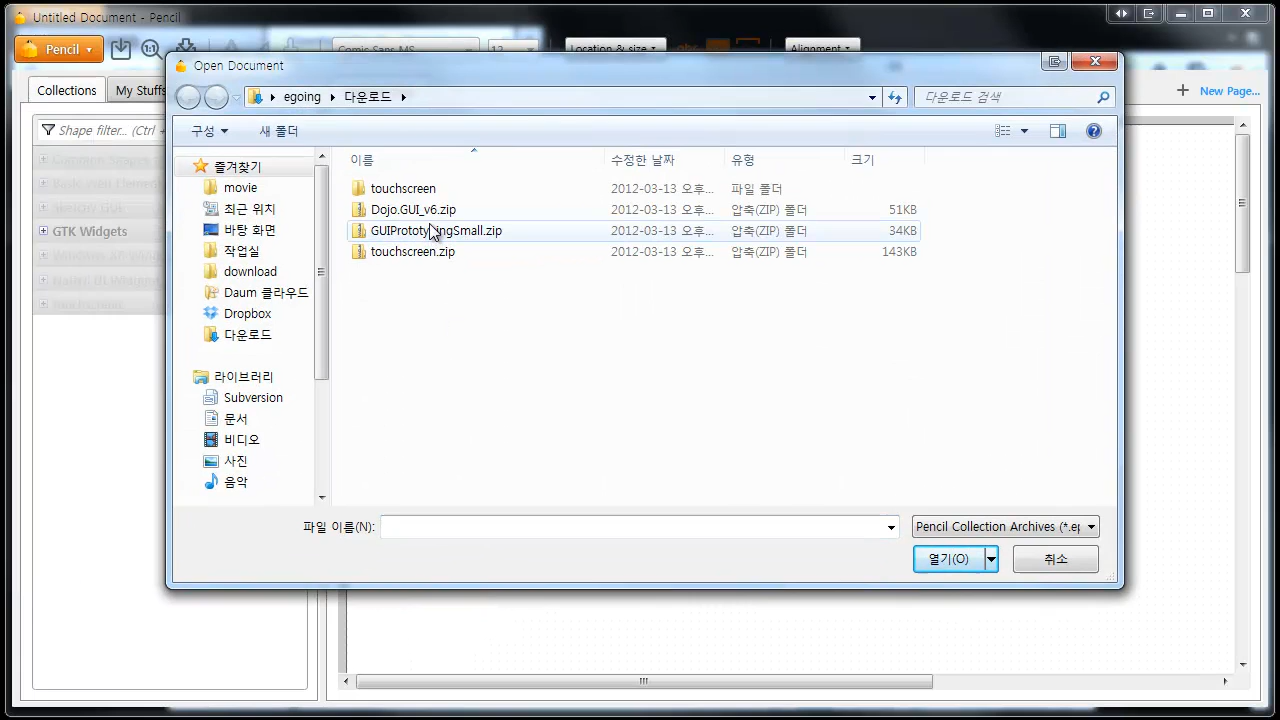 Untitled Document - Pencil
Pencil
1:1
Comic Sans MS
12
Location & size
abc
Alignment
Open Document
Collections
My Stuffs
New Page...
egoing
다운로드
다운로드 검색
Shape filter... (Ctrl +
구성
새 폴더
이름
수정한 날짜
유형
크기
즐겨찾기
movie
최근 위치
바탕 화면
작업실
download
Daum 클라우드
Dropbox
다운로드
라이브러리
Subversion
문서
비디오
사진
음악
GTK Widgets
touchscreen
2012-03-13 오후...
파일 폴더
Dojo.GUI_v6.zip
2012-03-13 오후...
압축(ZIP) 폴더
51KB
GUIPrototypingSmall.zip
2012-03-13 오후...
압축(ZIP) 폴더
34KB
touchscreen.zip
2012-03-13 오후...
압축(ZIP) 폴더
143KB
파일 이름(N):
Pencil Collection Archives (*.ep
열기(O)
취소